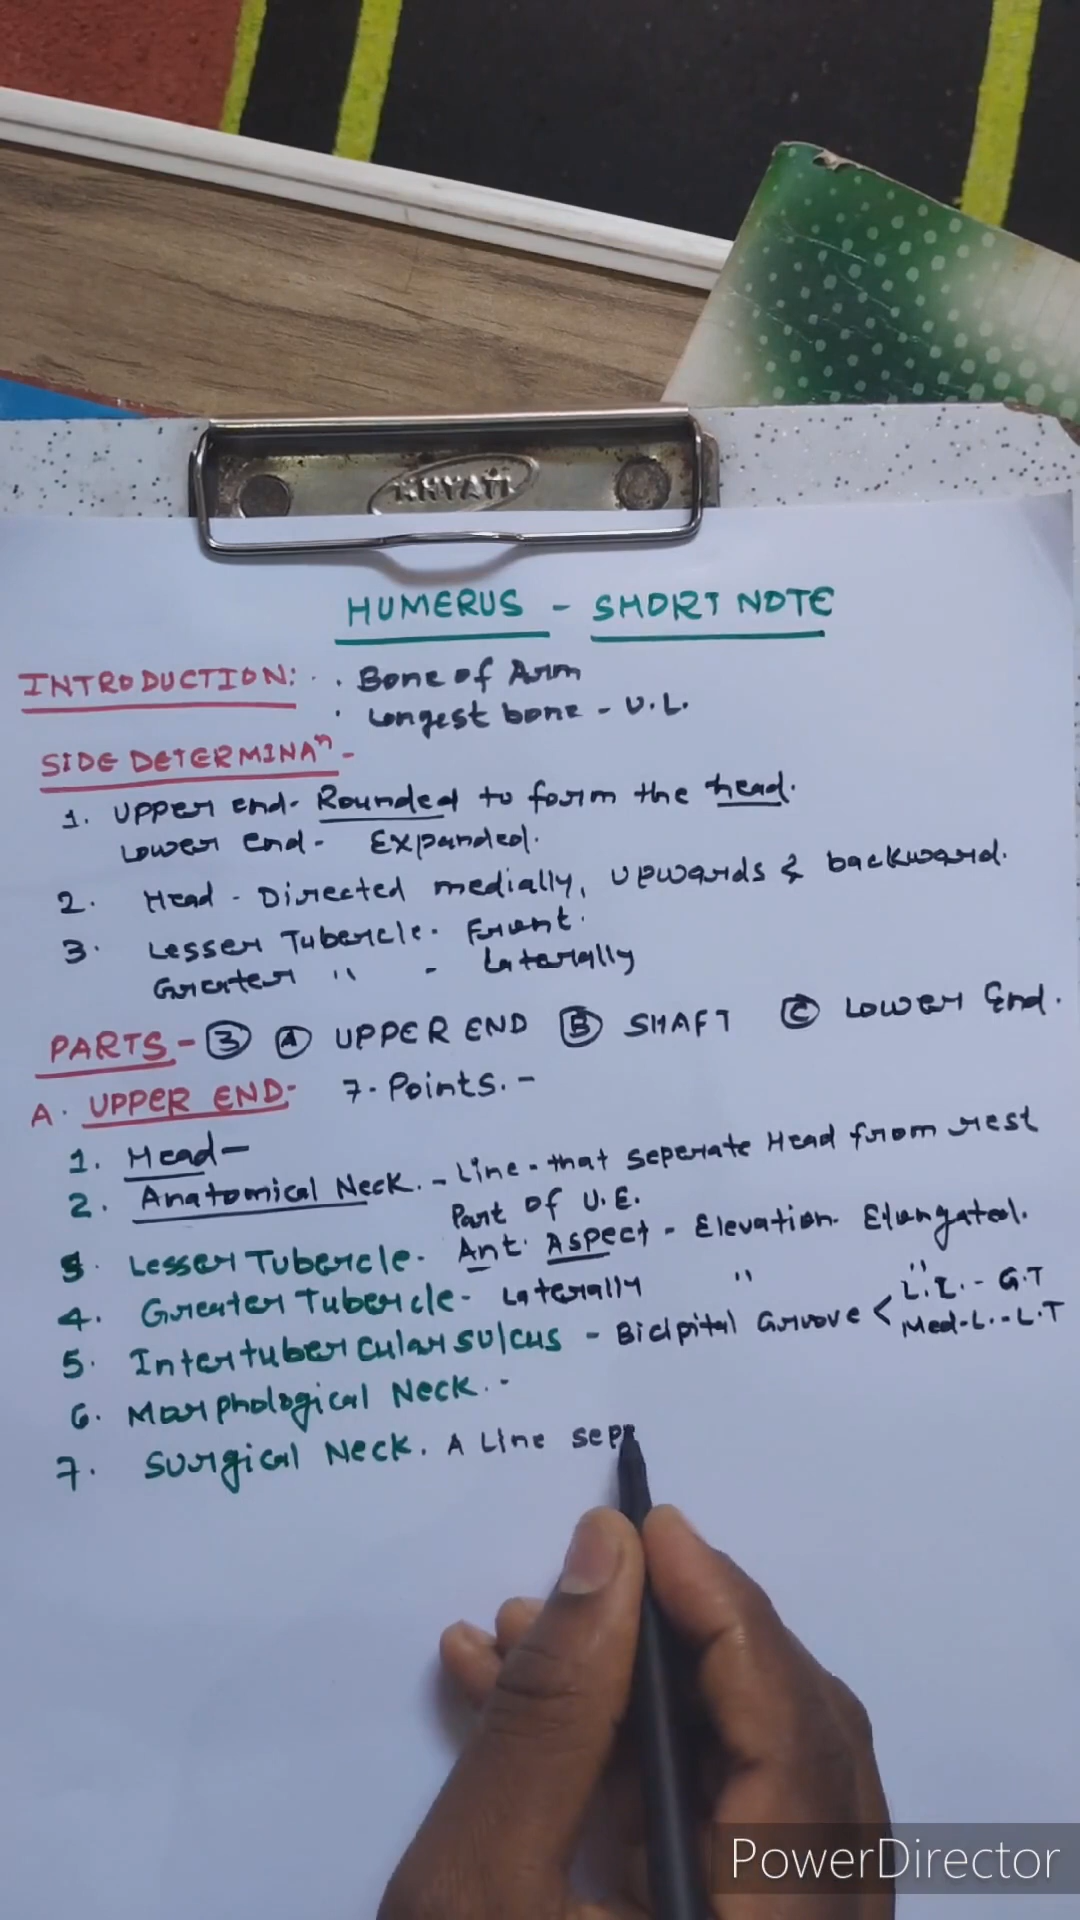 KHYATI
HUMERUS - SHORT NOTE
INTRODUCTION: . Bone of Arm
. Longest bone - U.L.
SIDE DETERMINAⁿ -
1. Upper end - Rounded to form the head.
Lower end - Expanded.
2. Head - Directed medially, upwards & backward.
3. Lesser Tubercle. Front.
Greater " - Laterally
PARTS - ③ Ⓐ UPPER END Ⓑ SHAFT Ⓒ LOWER End.
A. UPPER END- 7. Points. -
1. Head -
2. Anatomical Neck. - Line - that seperate Head from rest
Part of U.E.
3. Lesser Tubercle - Ant. Aspect - Elevation Elongated.
4. Greater Tubercle - Laterally " "
5. Intertubercular sulcus - Bicipital Groove < L.L. - G.T
Med-L. - L.T
6. Morphological Neck. -
7. Surgical Neck. A Line sep
PowerDirector